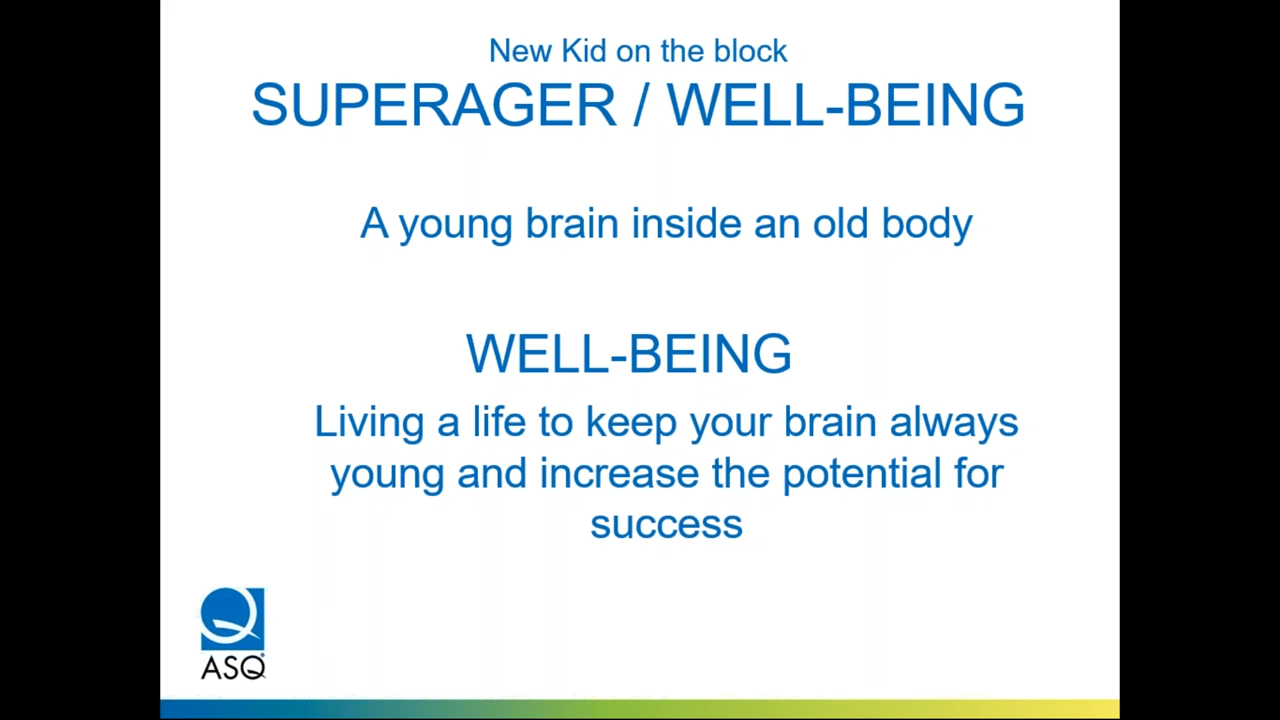 New Kid on the block
SUPERAGER / WELL-BEING
A young brain inside an old body
WELL-BEING
Living a life to keep your brain always
young and increase the potential for
success
ASQ